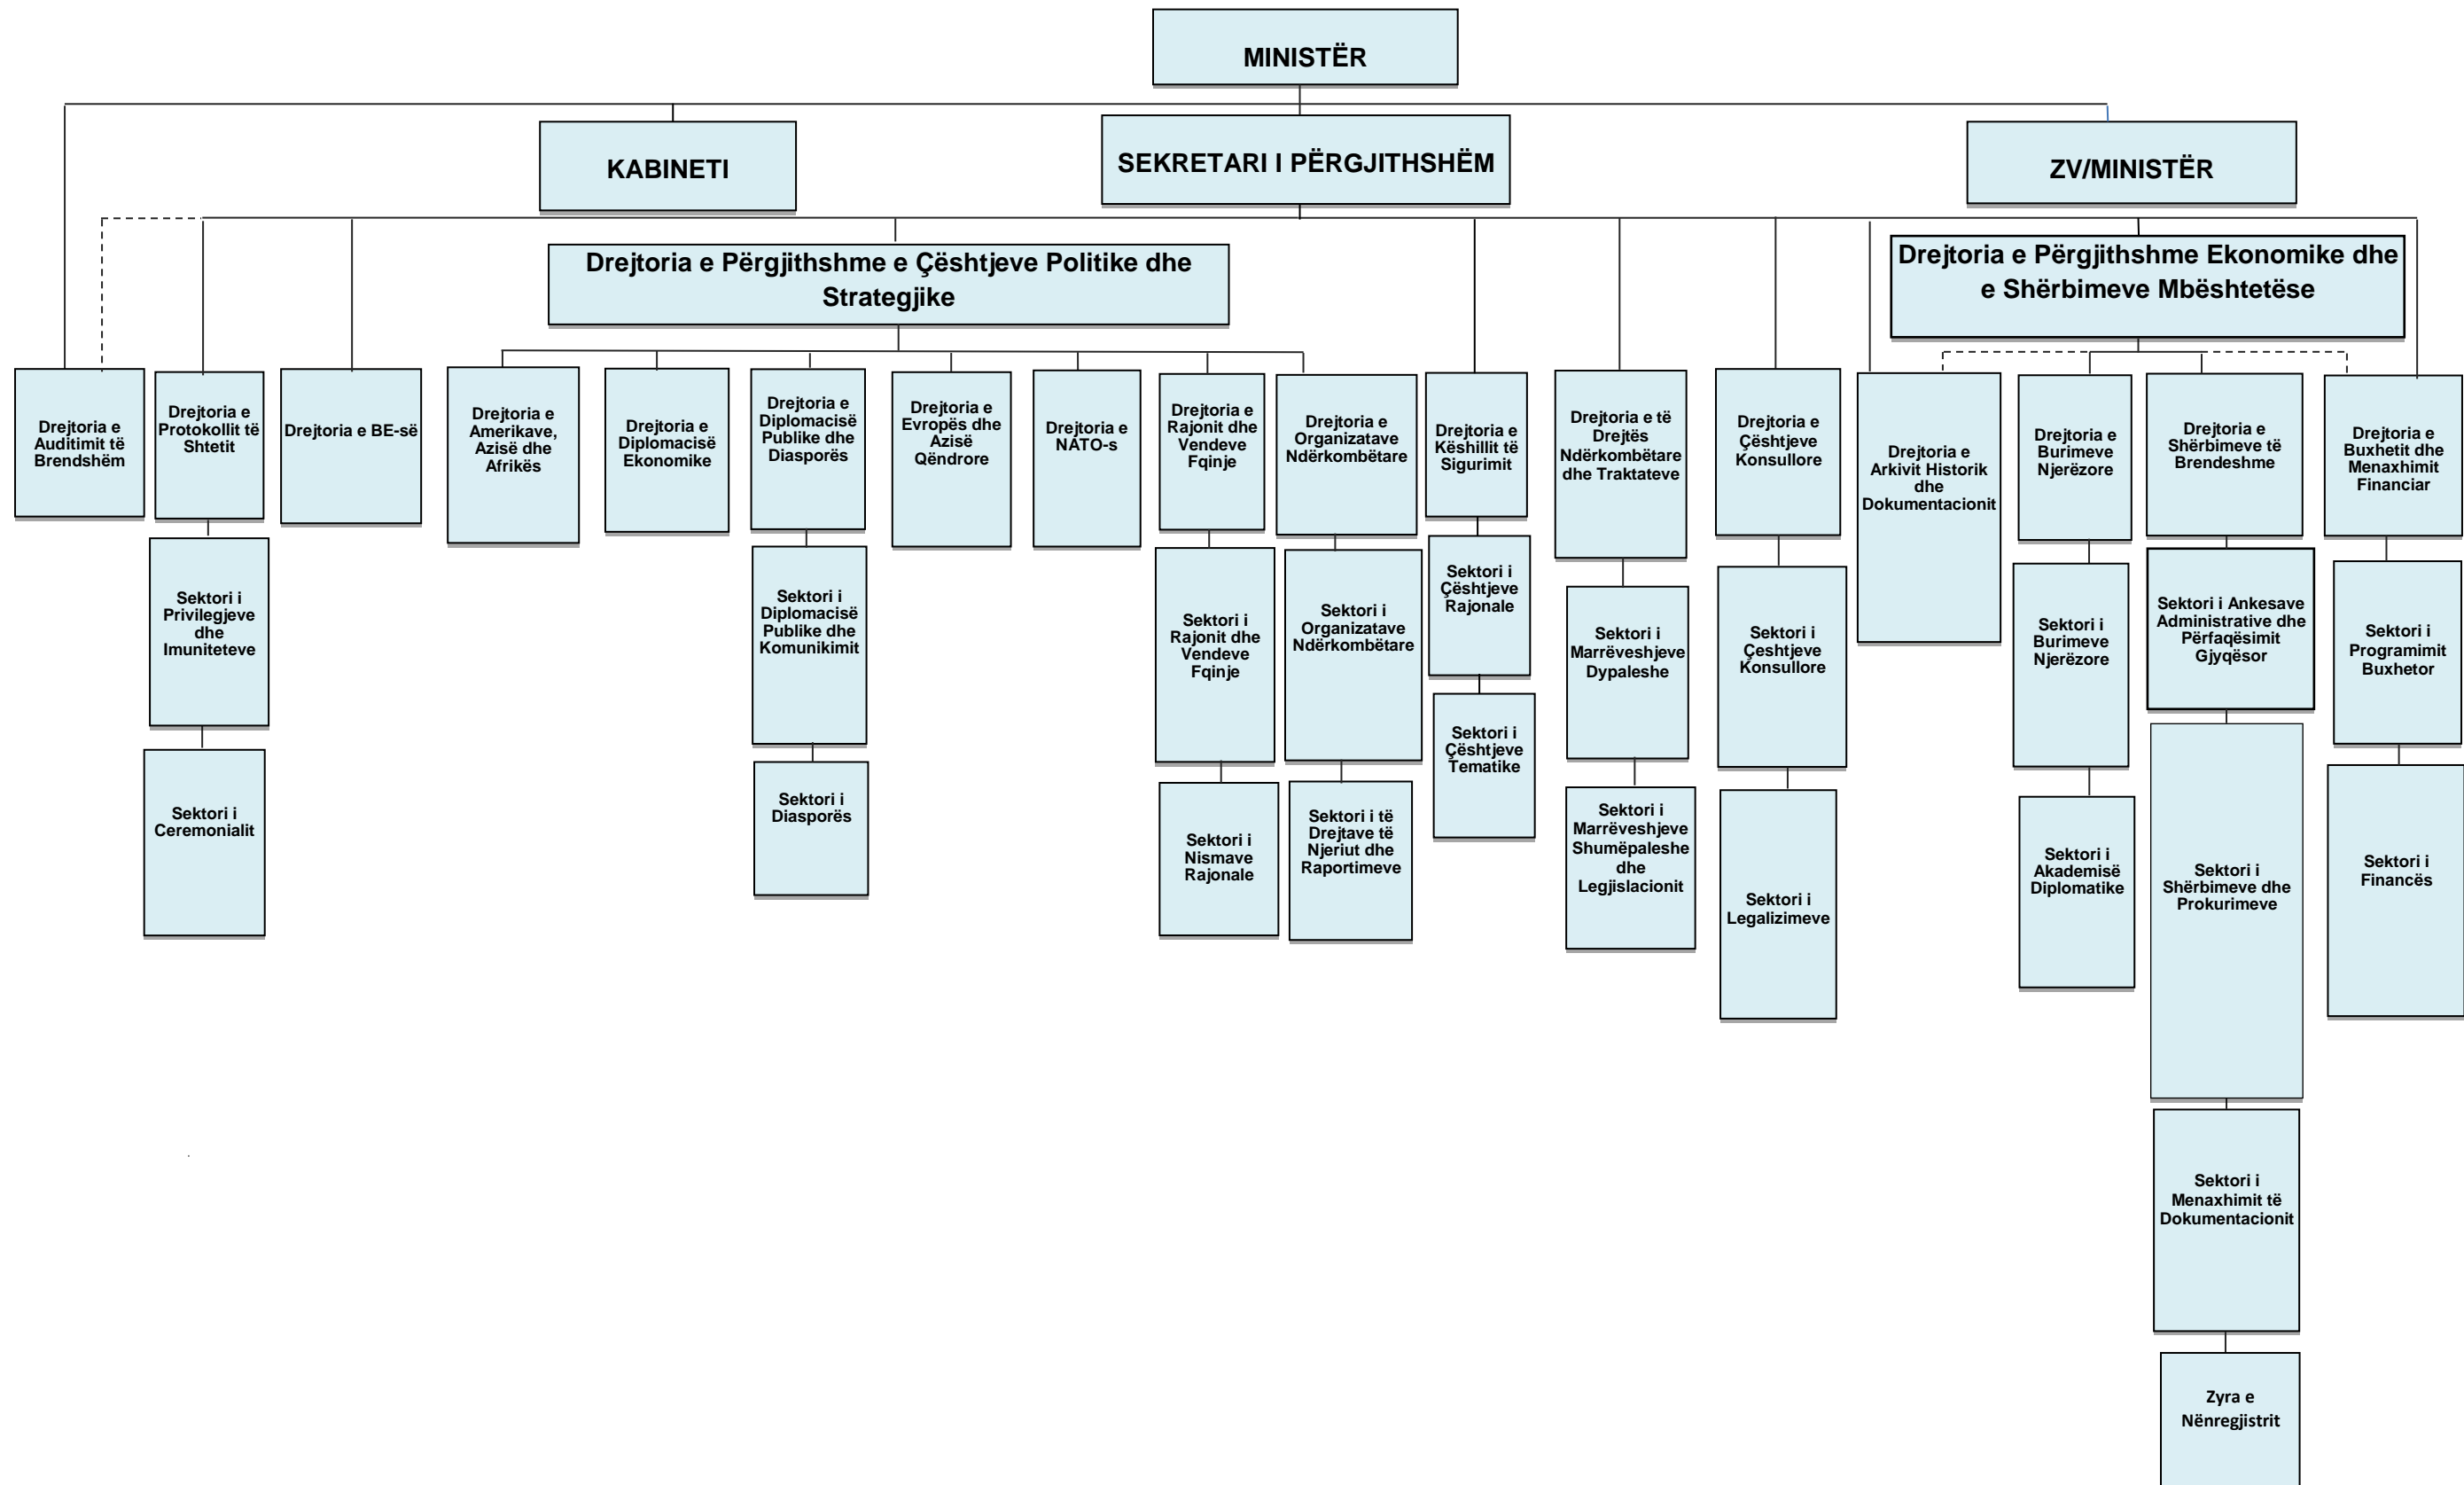 MINISTËR
KABINETI
SEKRETARI I PËRGJITHSHËM
ZV/MINISTËR
Drejtoria e Përgjithshme e Çështjeve Politike dhe
Strategjike
Drejtoria e Përgjithshme Ekonomike dhe
e Shërbimeve Mbështetëse
Drejtoria e
Auditimit të
Brendshëm
Drejtoria e
Protokollit të
Shtetit
Drejtoria e BE-së
Drejtoria e
Amerikave,
Azisë dhe
Afrikës
Drejtoria e
Diplomacisë
Ekonomike
Drejtoria e
Diplomacisë
Publike dhe
Diasporës
Drejtoria e
Evropës dhe
Azisë
Qëndrore
Drejtoria e
NATO-s
Drejtoria e
Rajonit dhe
Vendeve
Fqinje
Drejtoria e
Organizatave
Ndërkombëtare
Drejtoria e
Këshillit të
Sigurimit
Drejtoria e të
Drejtës
Ndërkombëtare
dhe Traktateve
Drejtoria e
Çështjeve
Konsullore
Drejtoria e
Arkivit Historik
dhe
Dokumentacionit
Drejtoria e
Burimeve
Njerëzore
Drejtoria e
Shërbimeve të
Brendeshme
Drejtoria e
Buxhetit dhe
Menaxhimit
Financiar
Sektori i
Privilegjeve
dhe
Imuniteteve
Sektori i
Diplomacisë
Publike dhe
Komunikimit
Sektori i
Rajonit dhe
Vendeve
Fqinje
Sektori i
Organizatave
Ndërkombëtare
Sektori i
Çështjeve
Rajonale
Sektori i
Marrëveshjeve
Dypaleshe
Sektori i
Çeshtjeve
Konsullore
Sektori i
Burimeve
Njerëzore
Sektori i Ankesave
Administrative dhe
Përfaqësimit
Gjyqësor
Sektori i
Programimit
Buxhetor
Sektori i
Ceremonialit
Sektori i
Diasporës
Sektori i
Nismave
Rajonale
Sektori i të
Drejtave të
Njeriut dhe
Raportimeve
Sektori i
Çështjeve
Tematike
Sektori i
Marrëveshjeve
Shumëpaleshe
dhe
Legjislacionit
Sektori i
Legalizimeve
Sektori i
Akademisë
Diplomatike
Sektori i
Shërbimeve dhe
Prokurimeve
Sektori i
Financës
Sektori i
Menaxhimit të
Dokumentacionit
Zyra e
Nënregjistrit